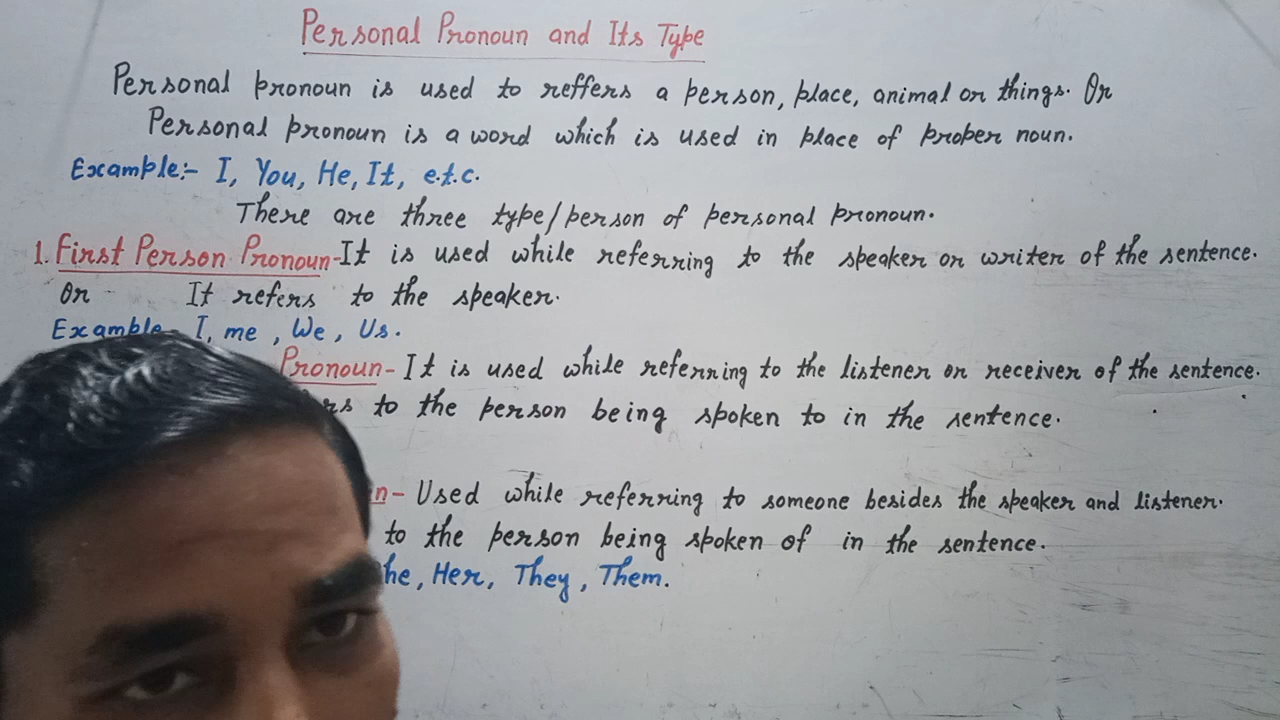 Personal Pronoun and Its Type
Personal pronoun is used to reffers a person, place, animal or things. Or
Personal pronoun is a word which is used in place of proper noun.
Example:- I, You, He, It, e.t.c.
There are three type/person of personal pronoun.
1. First Person Pronoun-It is used while referring to the speaker or writer of the sentence.
Or It refers to the speaker.
Example- I, me, We, Us.
Pronoun- It is used while referring to the listener or receiver of the sentence.
to the person being spoken to in the sentence.
Used while referring to someone besides the speaker and listener.
to the person being spoken of in the sentence.
he, Her, They, Them.